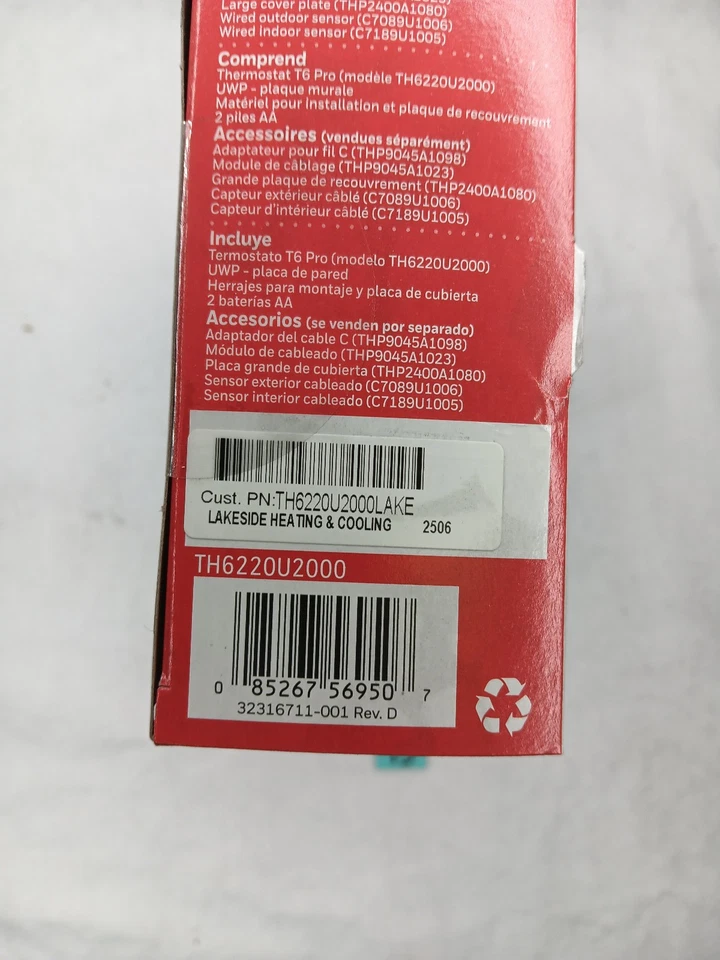 Large cover plate (THP2400A1080)
Wired outdoor sensor (C7089U1006)
Wired indoor sensor (C7189U1005)
Comprend
Thermostat T6 Pro (modèle TH6220U2000)
UWP - plaque murale
Matériel pour installation et plaque de recouvrement
2 piles AA
Accessoires (vendues séparément)
Adaptateur pour fil C (THP9045A1098)
Module de câblage (THP9045A1023)
Grande plaque de recouvrement (THP2400A1080)
Capteur extérieur câblé (C7089U1006)
Capteur d'intérieur câblé (C7189U1005)
Incluye
Termostato T6 Pro (modelo TH6220U2000)
UWP - placa de pared
Herrajes para montaje y placa de cubierta
2 baterías AA
Accesorios (se venden por separado)
Adaptador del cable C (THP9045A1098)
Módulo de cableado (THP9045A1023)
Placa grande de cubierta (THP2400A1080)
Sensor exterior cableado (C7089U1006)
Sensor interior cableado (C7189U1005)
Cust. PN:TH6220U2000LAKE
LAKESIDE HEATING & COOLING 2506
TH6220U2000
0 85267 56950 7
32316711-001 Rev. D